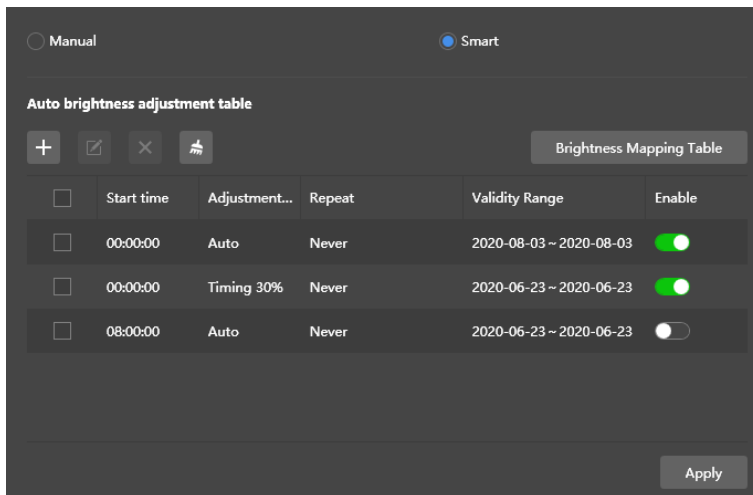 Manual Smart
Auto brightness adjustment table
Brightness Mapping Table
Start time Adjustment... Repeat Validity Range Enable
00:00:00 Auto Never 2020-08-03 ~ 2020-08-03
00:00:00 Timing 30% Never 2020-06-23 ~ 2020-06-23
08:00:00 Auto Never 2020-06-23 ~ 2020-06-23
Apply